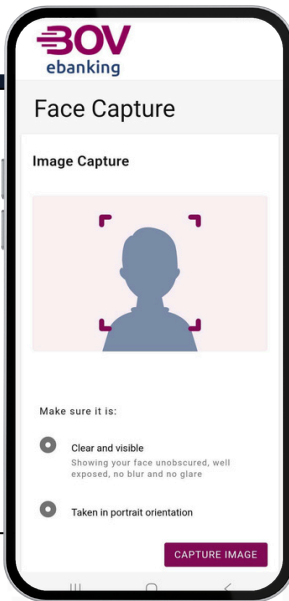 BOV
ebanking
Face Capture
Image Capture
Make sure it is:
Clear and visible
Showing your face unobscured, well
exposed, no blur and no glare
Taken in portrait orientation
CAPTURE IMAGE